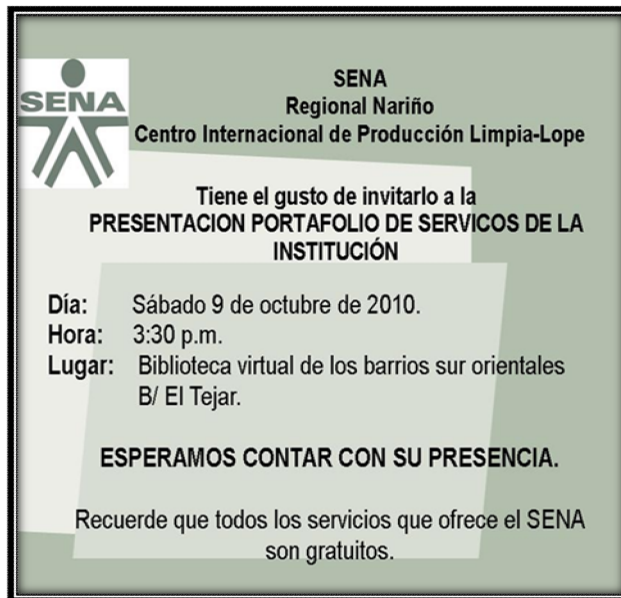 SENA
SENA
Regional Nariño
Centro Internacional de Producción Limpia-Lope
Tiene el gusto de invitarlo a la
PRESENTACION PORTAFOLIO DE SERVICOS DE LA
INSTITUCIÓN
Día: Sábado 9 de octubre de 2010.
Hora: 3:30 p.m.
Lugar: Biblioteca virtual de los barrios sur orientales
B/ El Tejar.
ESPERAMOS CONTAR CON SU PRESENCIA.
Recuerde que todos los servicios que ofrece el SENA
son gratuitos.